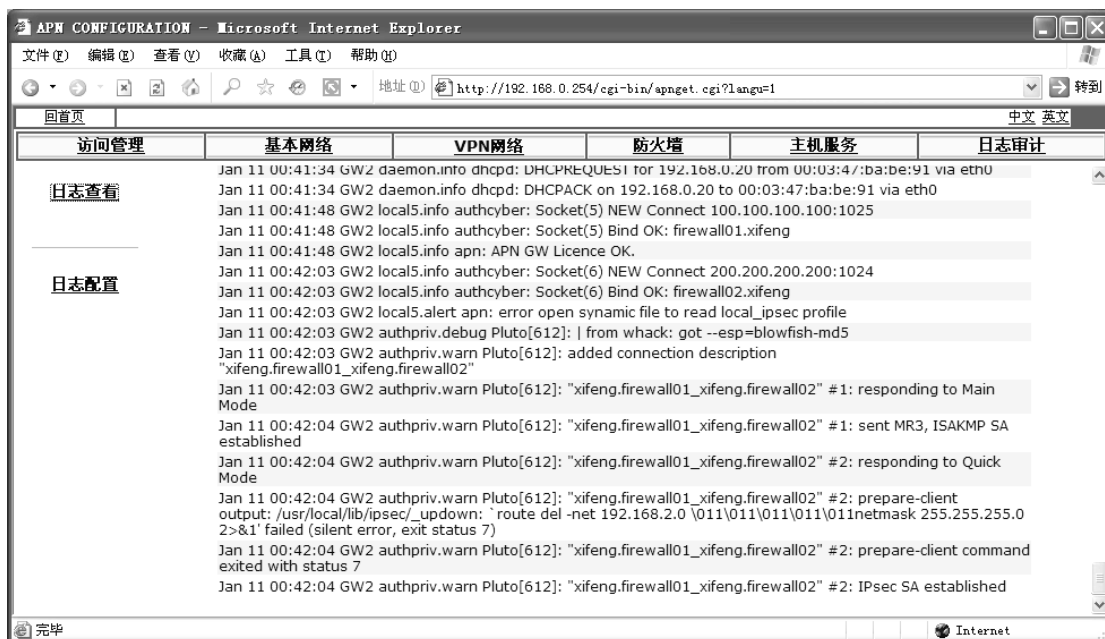 APN CONFIGURATION - Microsoft Internet Explorer
文件(F) 编辑(E) 查看(V) 收藏(A) 工具(T) 帮助(H)
地址(D) http://192.168.0.254/cgi-bin/apnget.cgi?langu=1 转到
回首页 中文 英文
访问管理 基本网络 VPN网络 防火墙 主机服务 日志审计
日志查看
日志配置
Jan 11 00:41:34 GW2 daemon.info dhcpd: DHCPREQUEST for 192.168.0.20 from 00:03:47:ba:be:91 via eth0
Jan 11 00:41:34 GW2 daemon.info dhcpd: DHCPACK on 192.168.0.20 to 00:03:47:ba:be:91 via eth0
Jan 11 00:41:48 GW2 local5.info authcyber: Socket(5) NEW Connect 100.100.100.100:1025
Jan 11 00:41:48 GW2 local5.info authcyber: Socket(5) Bind OK: firewall01.xifeng
Jan 11 00:41:48 GW2 local5.info apn: APN GW Licence OK.
Jan 11 00:42:03 GW2 local5.info authcyber: Socket(6) NEW Connect 200.200.200.200:1024
Jan 11 00:42:03 GW2 local5.info authcyber: Socket(6) Bind OK: firewall02.xifeng
Jan 11 00:42:03 GW2 local5.alert apn: error open synamic file to read local_ipsec profile
Jan 11 00:42:03 GW2 authpriv.debug Pluto[612]: | from whack: got --esp=blowfish-md5
Jan 11 00:42:03 GW2 authpriv.warn Pluto[612]: added connection description
"xifeng.firewall01_xifeng.firewall02"
Jan 11 00:42:03 GW2 authpriv.warn Pluto[612]: "xifeng.firewall01_xifeng.firewall02" #1: responding to Main
Mode
Jan 11 00:42:04 GW2 authpriv.warn Pluto[612]: "xifeng.firewall01_xifeng.firewall02" #1: sent MR3, ISAKMP SA
established
Jan 11 00:42:04 GW2 authpriv.warn Pluto[612]: "xifeng.firewall01_xifeng.firewall02" #2: responding to Quick
Mode
Jan 11 00:42:04 GW2 authpriv.warn Pluto[612]: "xifeng.firewall01_xifeng.firewall02" #2: prepare-client
output: /usr/local/lib/ipsec/_updown: `route del -net 192.168.2.0 \011\011\011\011\011netmask 255.255.255.0
2>&1' failed (silent error, exit status 7)
Jan 11 00:42:04 GW2 authpriv.warn Pluto[612]: "xifeng.firewall01_xifeng.firewall02" #2: prepare-client command
exited with status 7
Jan 11 00:42:04 GW2 authpriv.warn Pluto[612]: "xifeng.firewall01_xifeng.firewall02" #2: IPsec SA established
完毕 Internet